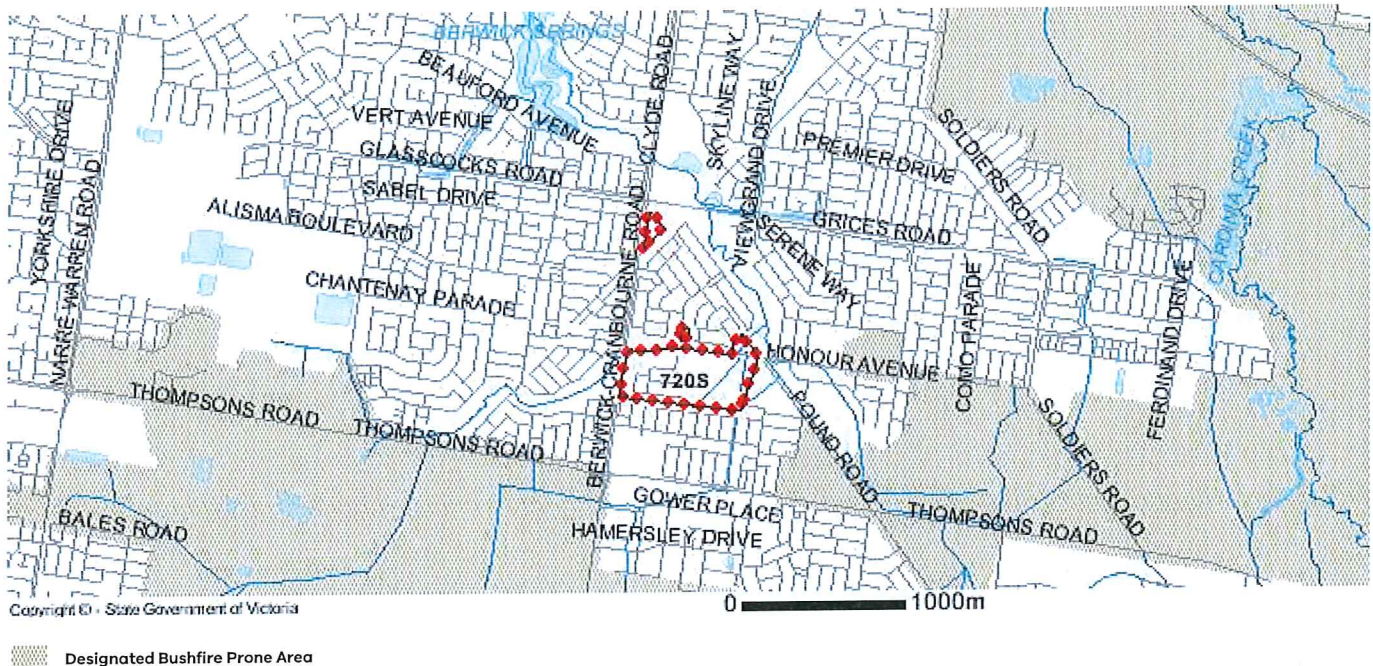 BERWICK SPRINGS
BEAUFORD AVENUE
CLYDE ROAD
SKYLINE WAY
VIEWGRAND DRIVE
VERT AVENUE
PREMIER DRIVE
SOLDIERS ROAD
YORKSHIRE DRIVE
NARRE-WARREN ROAD
GLASSCOCKS ROAD
SABEL DRIVE
ALISMA BOULEVARD
GRICES ROAD
SERENE WAY
CARDINIA CREEK
CHANTENAY PARADE
BERWICK-CRANBOURNE ROAD
COMO PARADE
FERDINAND DRIVE
HONOUR AVENUE
720S
THOMPSONS ROAD
THOMPSONS ROAD
POUND ROAD
SOLDIERS ROAD
GOWER PLACE
THOMPSONS ROAD
BALES ROAD
HAMERSLEY DRIVE
Copyright © - State Government of Victoria
0 1000m
Designated Bushfire Prone Area